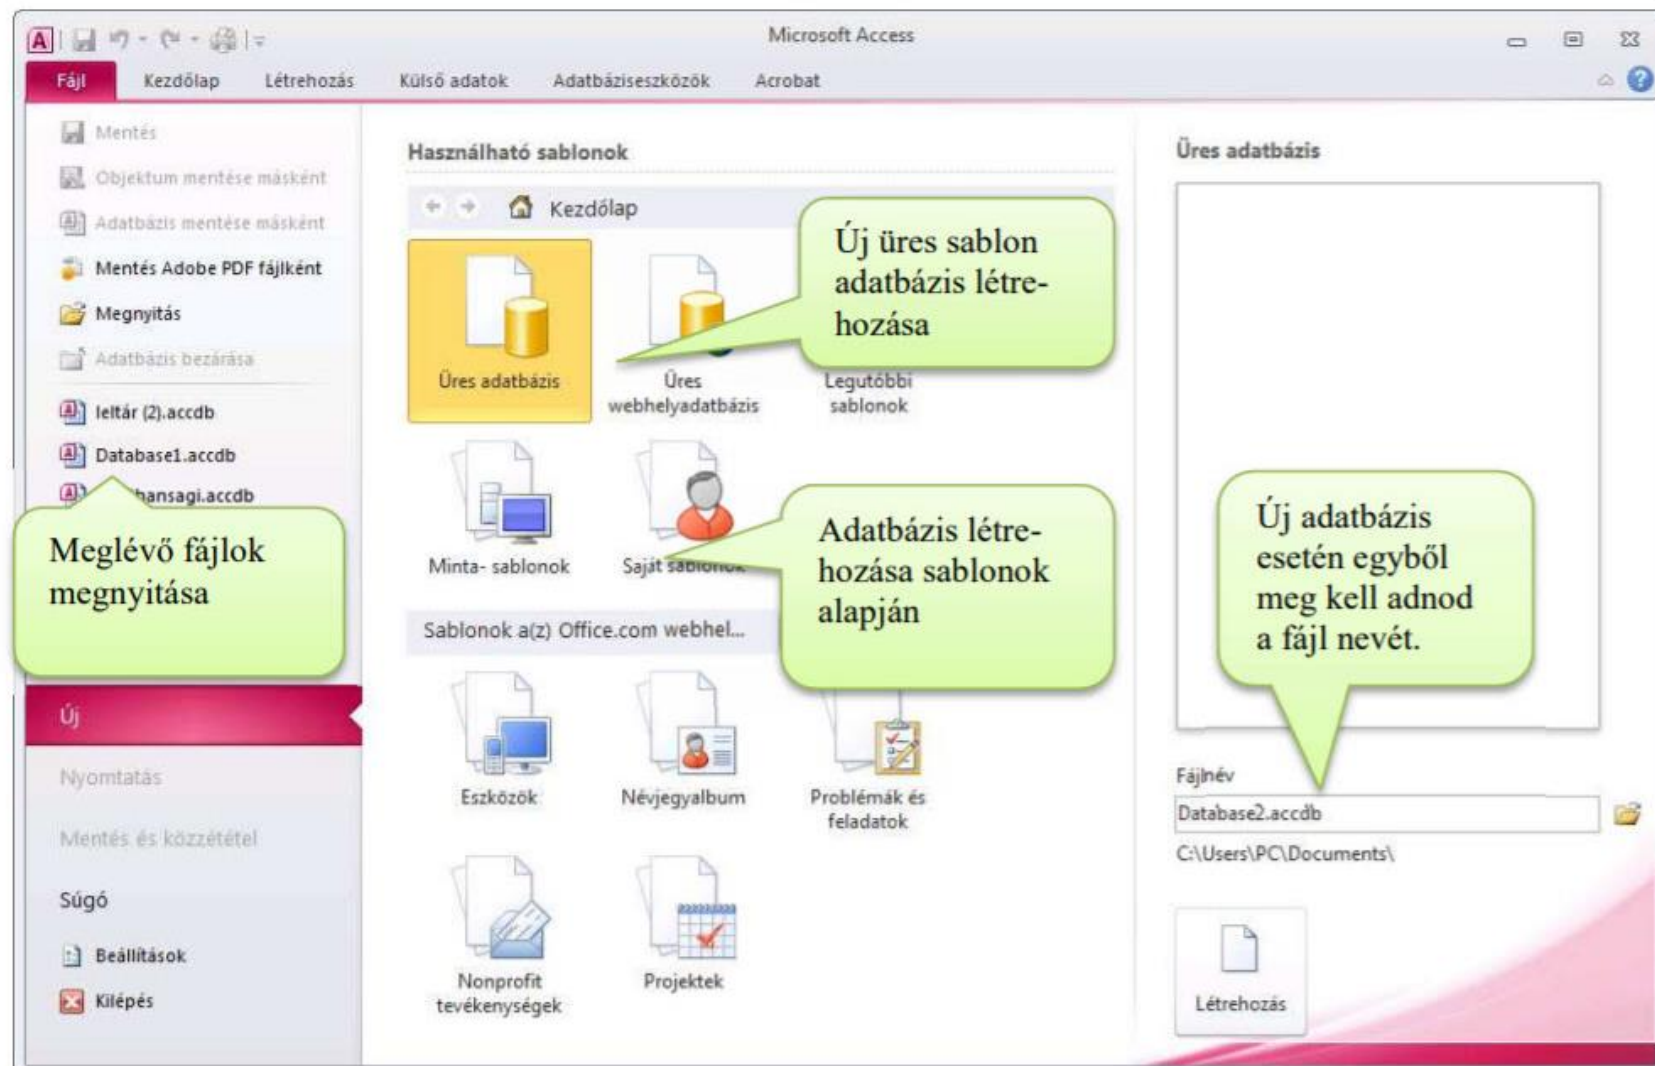 Microsoft Access
Fájl Kezdőlap Létrehozás Külső adatok Adatbáziseszközök Acrobat
Mentés
Objektum mentése másként
Adatbázis mentése másként
Mentés Adobe PDF fájlként
Megnyitás
Adatbázis bezárása
leltár (2).accdb
Database1.accdb
hansagi.accdb
Meglévő fájlok
megnyitása
Új
Nyomtatás
Mentés és közzététel
Súgó
Beállítások
Kilépés
Használható sablonok
Kezdőlap
Új üres sablon
adatbázis létre-
hozása
Üres adatbázis
Üres
webhelyadatbázis
Legutóbbi
sablonok
Minta- sablonok
Saját sablonok
Adatbázis létre-
hozása sablonok
alapján
Sablonok a(z) Office.com webhel...
Eszközök
Névjegyalbum
Problémák és
feladatok
Nonprofit
tevékenységek
Projektek
Üres adatbázis
Új adatbázis
esetén egyből
meg kell adnod
a fájl nevét.
Fájlnév
Database2.accdb
C:\Users\PC\Documents\
Létrehozás